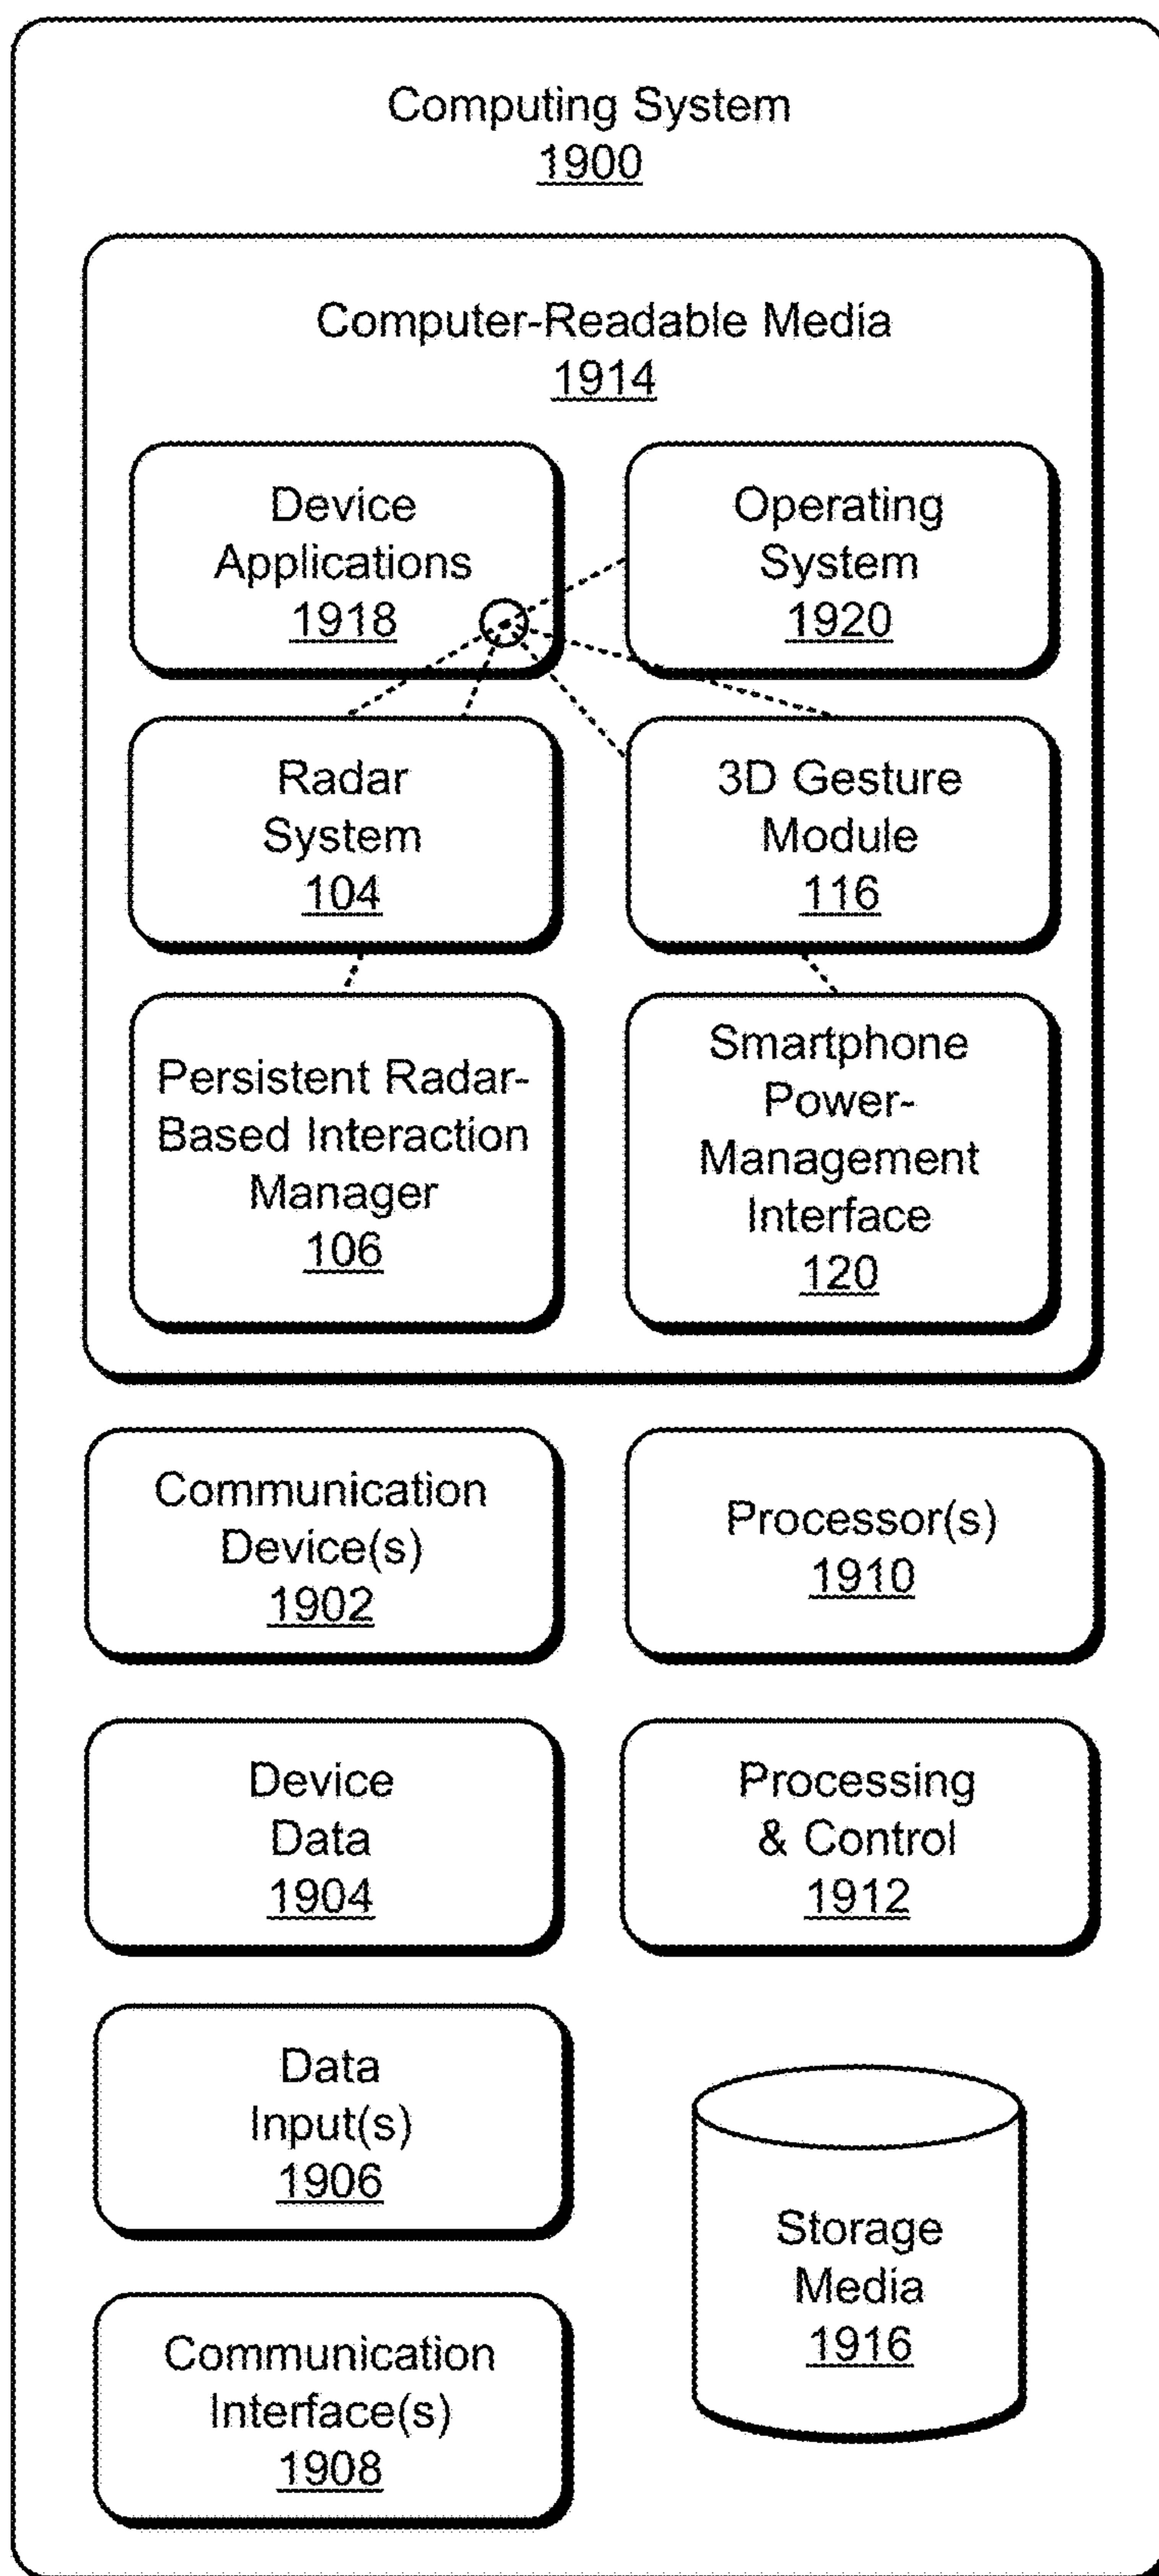 Computing System
1900
Computer-Readable Media
1914
Device
Applications
1918
Operating
System
1920
Radar
System
104
3D Gesture
Module
116
Persistent Radar-
Based Interaction
Manager
106
Smartphone
Power-
Management
Interface
120
Communication
Device(s)
1902
Processor(s)
1910
Device
Data
1904
Processing
& Control
1912
Data
Input(s)
1906
Storage
Media
1916
Communication
Interface(s)
1908